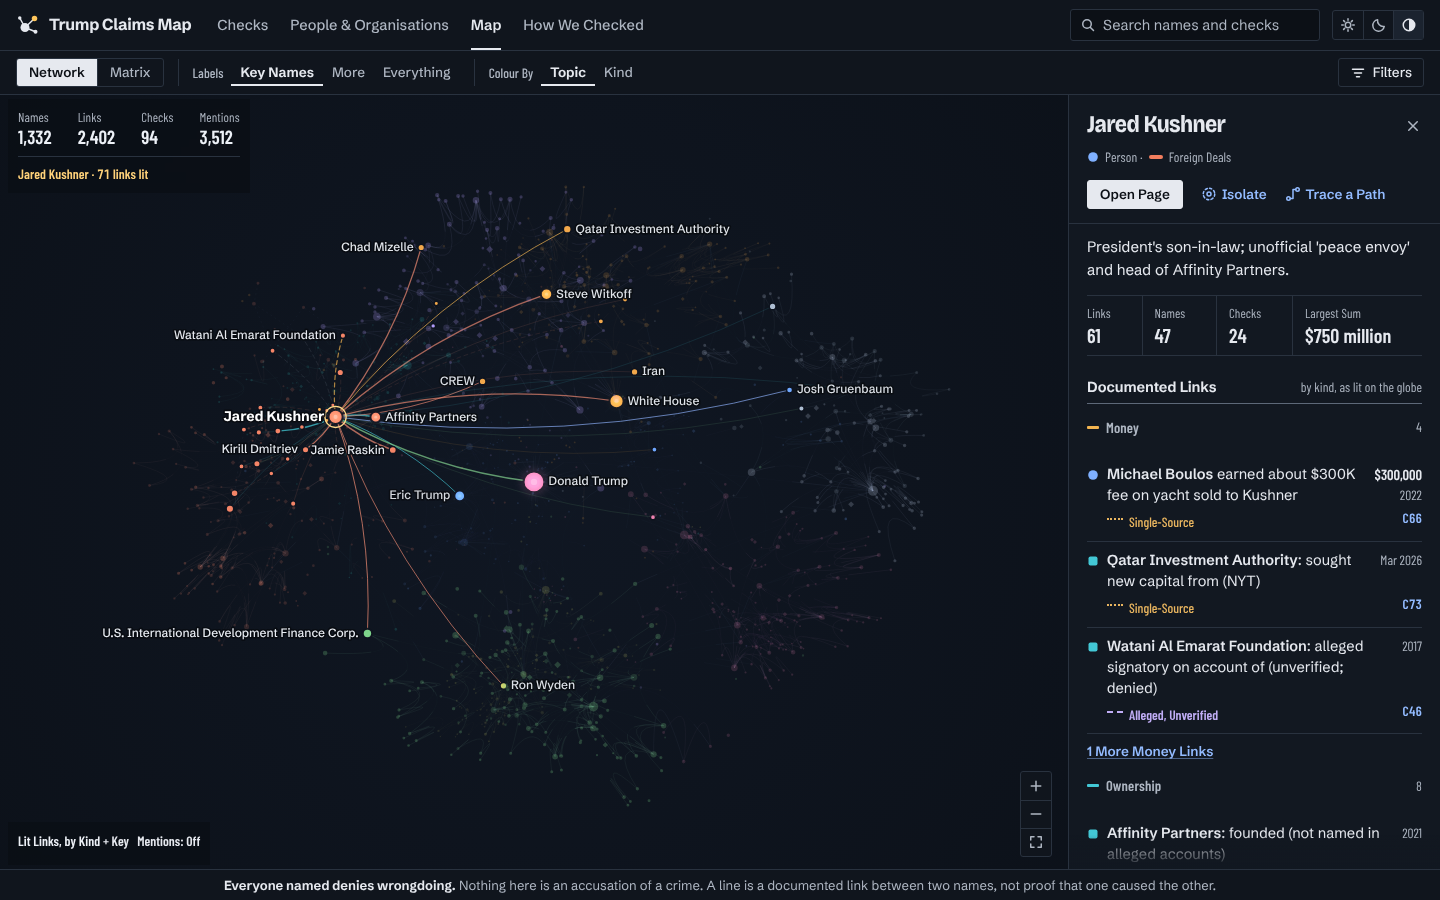 Trump Claims Map
Checks
People & Organisations
Map
How We Checked
Search names and checks
Network
Matrix
Labels
Key Names
More
Everything
Colour By
Topic
Kind
Filters
Names
Links
Checks
Mentions
1,332
2,402
94
3,512
Jared Kushner · 71 links lit
Qatar Investment Authority
Chad Mizelle
Steve Witkoff
Watani Al Emarat Foundation
Iran
CREW
Josh Gruenbaum
White House
Jared Kushner
Affinity Partners
Kirill Dmitriev
Jamie Raskin
Donald Trump
Eric Trump
U.S. International Development Finance Corp.
Ron Wyden
Lit Links, by Kind + Key
Mentions: Off
Jared Kushner
Person · Foreign Deals
Open Page
Isolate
Trace a Path
President's son-in-law; unofficial 'peace envoy'
and head of Affinity Partners.
Links
Names
Checks
Largest Sum
61
47
24
$750 million
Documented Links
by kind, as lit on the globe
Money
4
Michael Boulos earned about $300K
$300,000
fee on yacht sold to Kushner
2022
Single-Source
C66
Qatar Investment Authority: sought
Mar 2026
new capital from (NYT)
Single-Source
C73
Watani Al Emarat Foundation: alleged
2017
signatory on account of (unverified;
denied)
Alleged, Unverified
C46
1 More Money Links
Ownership
8
Affinity Partners: founded (not named in
2021
alleged accounts)
Everyone named denies wrongdoing. Nothing here is an accusation of a crime. A line is a documented link between two names, not proof that one caused the other.